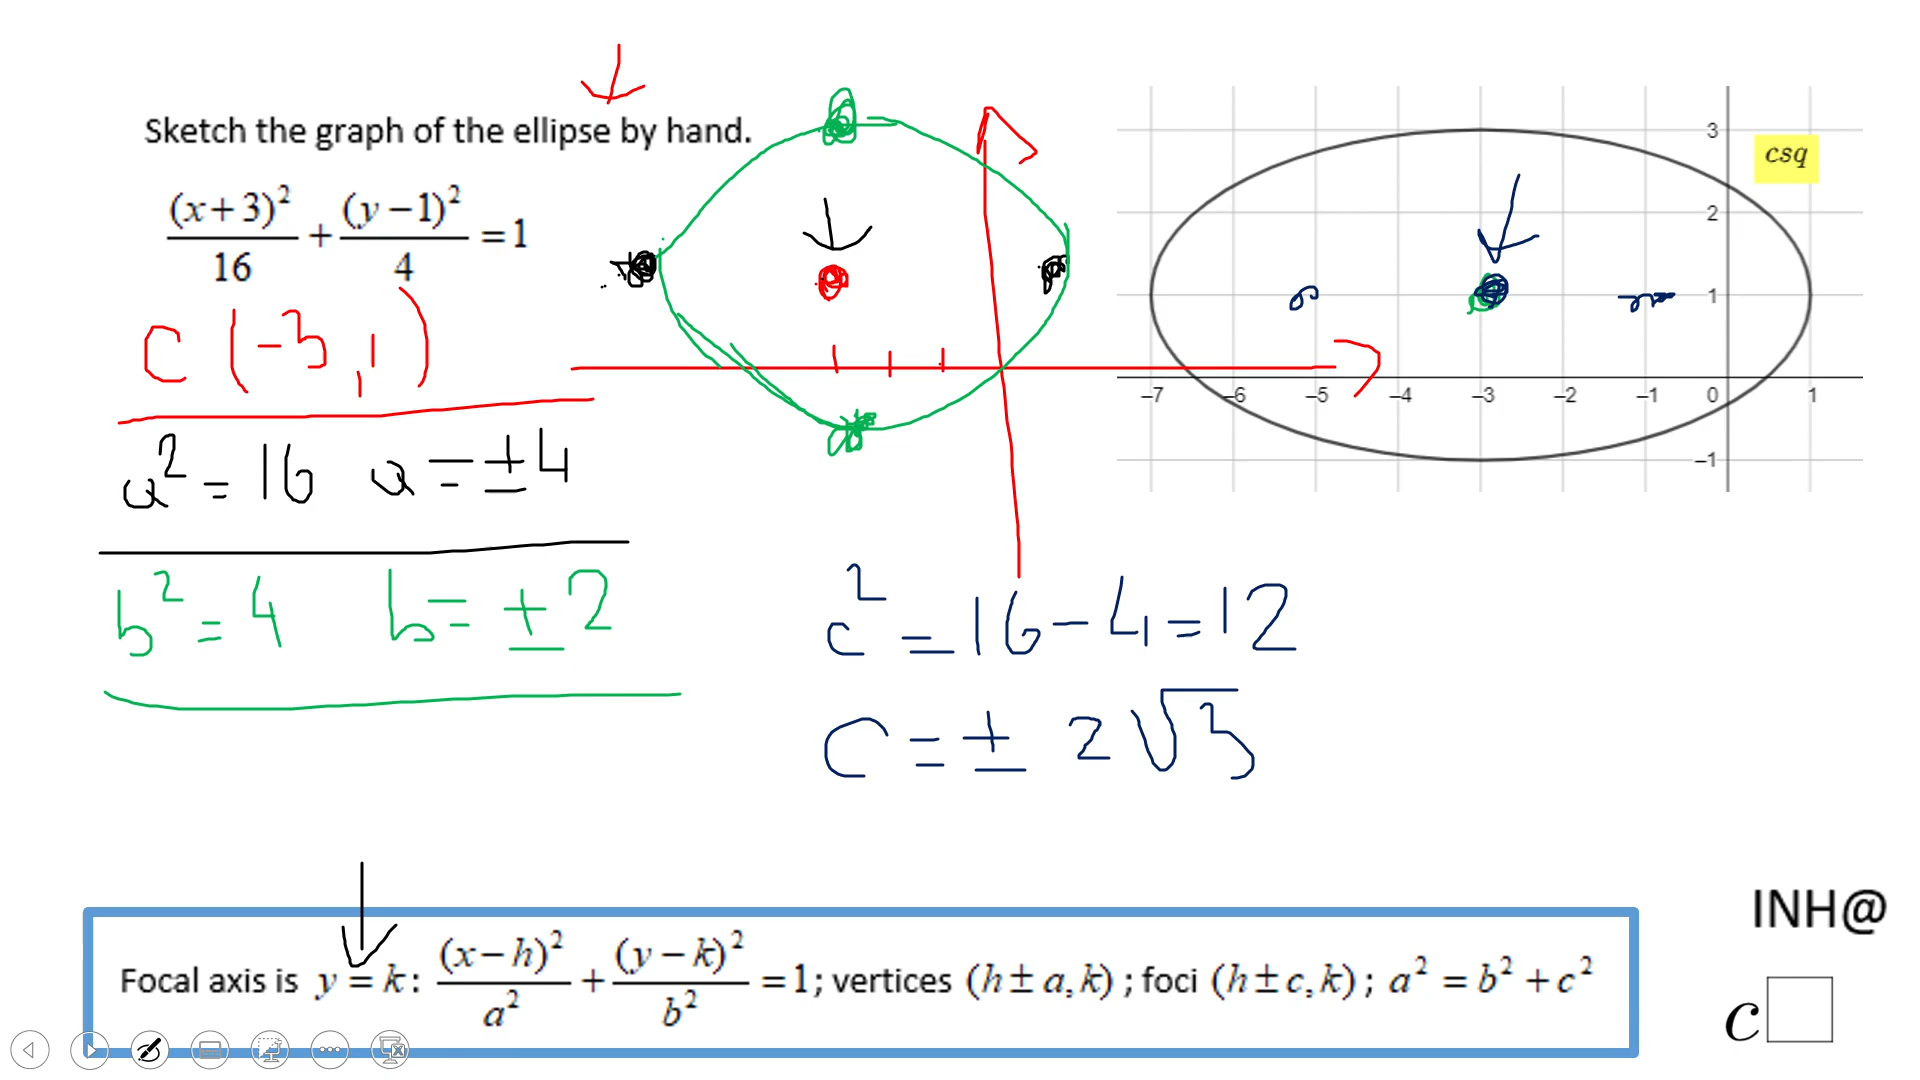 Sketch the graph of the ellipse by hand.
(x+3)²/16 + (y−1)²/4 = 1
C (-3, 1)
a² = 16 a = ±4
b² = 4 b = ±2
3
csq
2
1
−7 −6 −5 −4 −3 −2 −1 0 1
−1
c² = 16 - 4 = 12
C = ± 2√3
INH@
Focal axis is y = k: (x−h)²/a² + (y−k)²/b² = 1; vertices (h±a,k); foci (h±c,k); a² = b² + c²
c